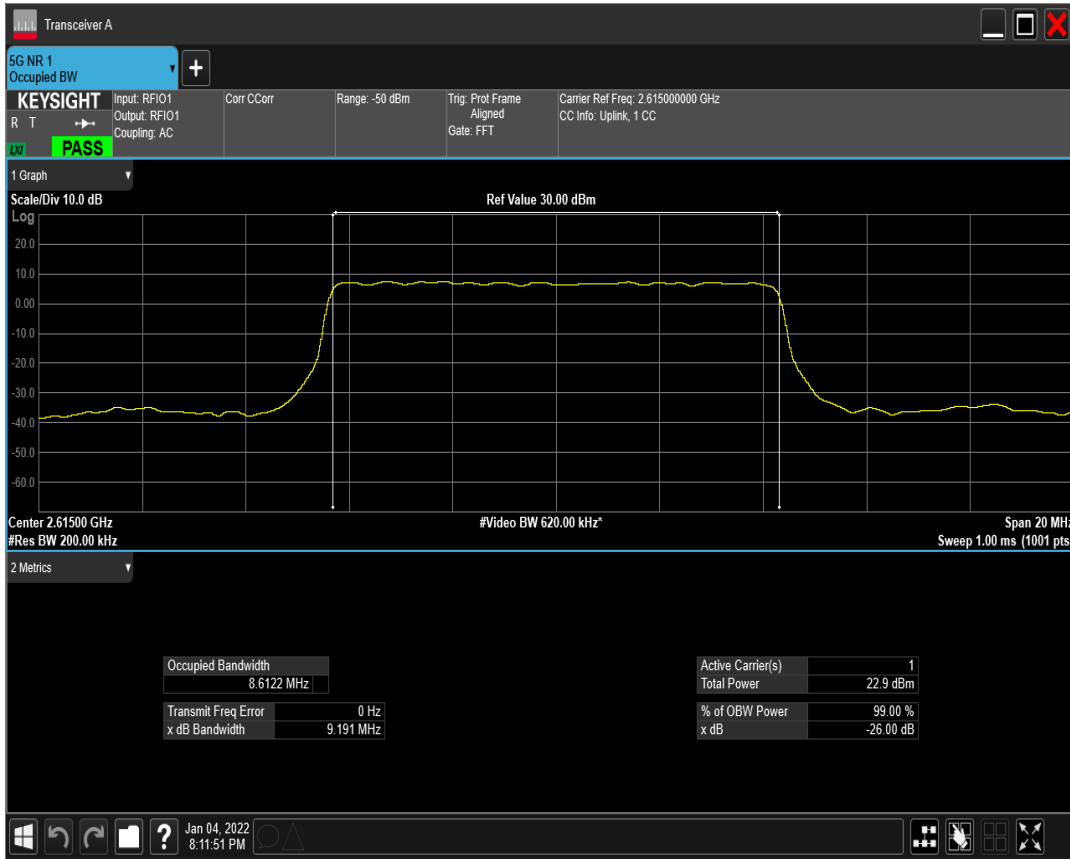 Transceiver A
5G NR 1
Occupied BW
+
KEYSIGHT
R T
LXI
PASS
Input: RFIO1
Output: RFIO1
Coupling: AC
Corr CCorr
Range: -50 dBm
Trig: Prot Frame
Aligned
Gate: FFT
Carrier Ref Freq: 2.615000000 GHz
CC Info: Uplink, 1 CC
1 Graph
Scale/Div 10.0 dB
Ref Value 30.00 dBm
Log
20.0
10.0
0.00
-10.0
-20.0
-30.0
-40.0
-50.0
-60.0
Center 2.61500 GHz
#Video BW 620.00 kHz*
Span 20 MHz
#Res BW 200.00 kHz
Sweep 1.00 ms (1001 pts
2 Metrics
Occupied Bandwidth
8.6122 MHz
Transmit Freq Error 0 Hz
x dB Bandwidth 9.191 MHz
Active Carrier(s) 1
Total Power 22.9 dBm
% of OBW Power 99.00 %
x dB -26.00 dB
?
Jan 04, 2022
8:11:51 PM